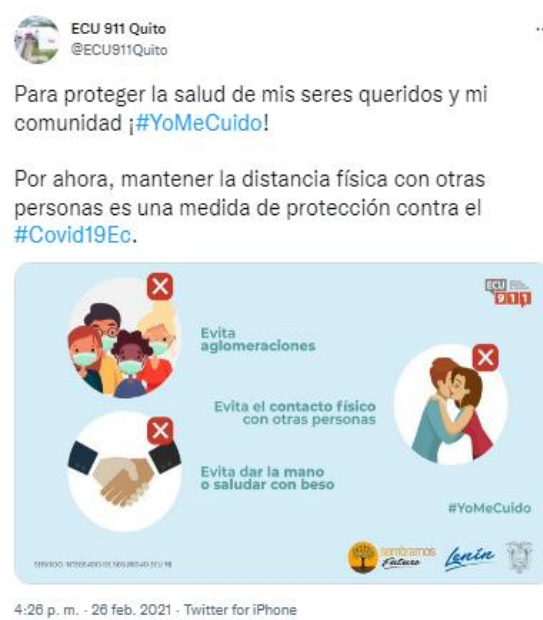 ECU 911 Quito
@ECU911Quito
Para proteger la salud de mis seres queridos y mi
comunidad ¡#YoMeCuido!
Por ahora, mantener la distancia física con otras
personas es una medida de protección contra el
#Covid19Ec.
ECU
911
Evita
aglomeraciones
Evita el contacto físico
con otras personas
Evita dar la mano
o saludar con beso
#YoMeCuido
SERVICIO INTEGRADO DE SEGURIDAD ECU 911
sembramos
Futuro
Lenín
4:26 p. m. · 26 feb. 2021 · Twitter for iPhone